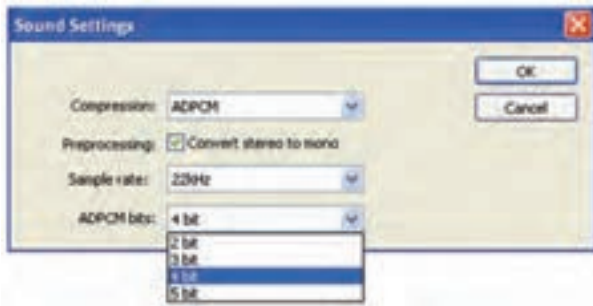 Sound Settings
OK
Compression: ADPCM
Cancel
Preprocessing: Convert stereo to mono
Sample rate: 22kHz
ADPCM bits: 4 bit
2 bit
3 bit
4 bit
5 bit